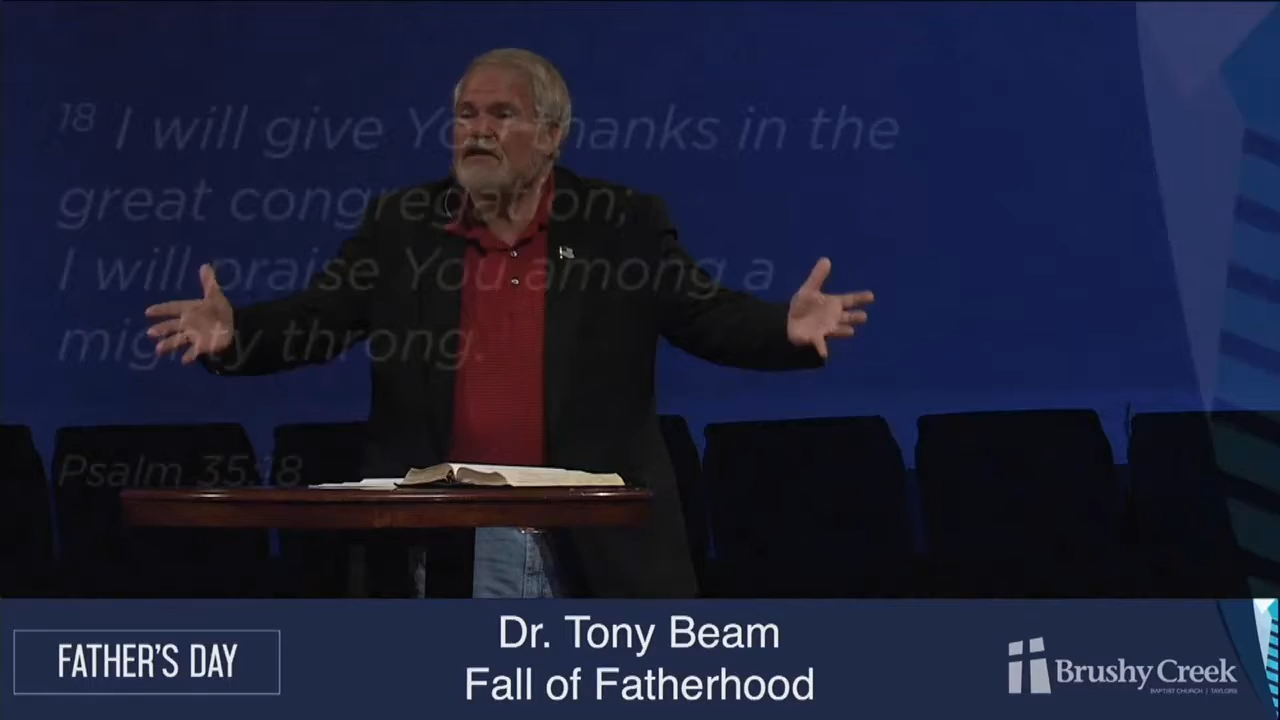 18 I will give You thanks in the
great congregation;
I will praise You among a
mighty throng.
Psalm 35:18
FATHER'S DAY
Dr. Tony Beam
Fall of Fatherhood
Brushy Creek
BAPTIST CHURCH | TAYLORS